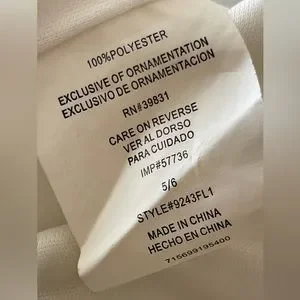 100%POLYESTER
EXCLUSIVE OF ORNAMENTATION
EXCLUSIVO DE ORNAMENTACION
RN#39831
CARE ON REVERSE
VER AL DORSO
PARA CUIDADO
IMP#57736
5/6
STYLE#9243FL1
MADE IN CHINA
HECHO EN CHINA
715699195400